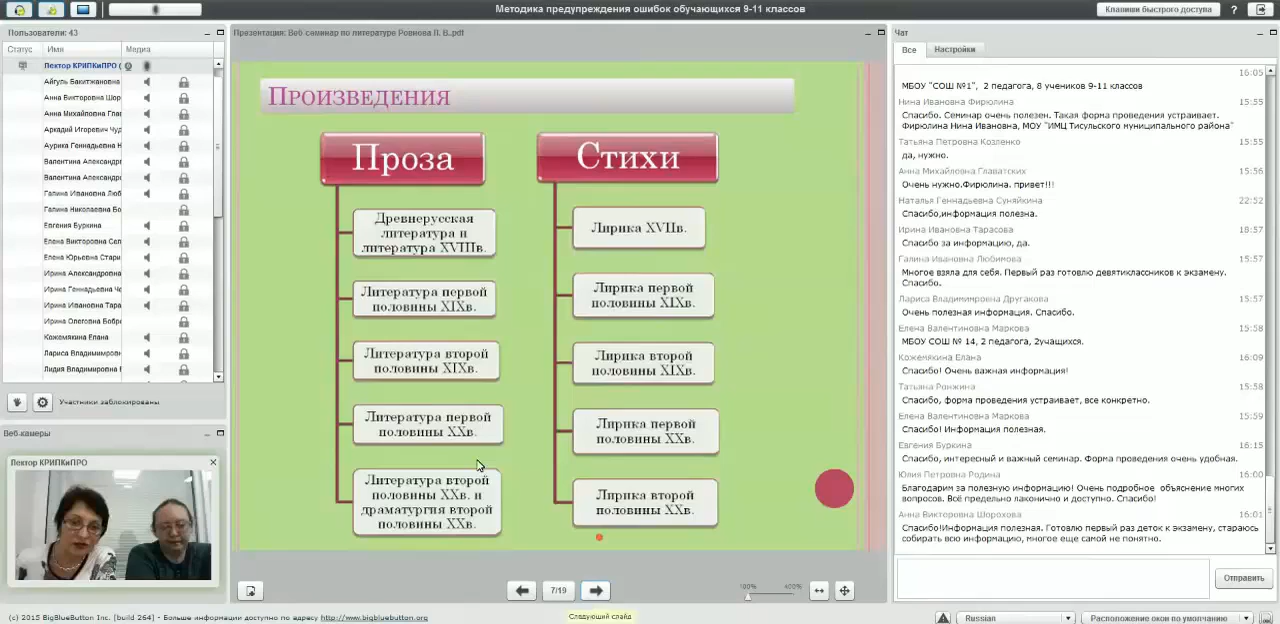 Методика предупреждения ошибок обучающихся 9-11 классов
Клавиши быстрого доступа
?
Пользователи: 43
Статус Имя Медиа
Лектор КРИПКиПРО (
Айгуль Бакитжановна
Анна Викторовна Шор
Анна Михайловна Глав
Аркадий Игоревич Чуд
Аурика Геннадьевна Н
Валентина Александр
Валентина Александр
Галина Ивановна Люб
Галина Николаевна Бо
Евгения Буркина
Елена Викторовна Сап
Елена Юрьевна Стари
Ирина Александровна
Ирина Геннадьевна Че
Ирина Ивановна Тара
Ирина Олеговна Бобр
Кожемякина Елана
Лариса Владимировн
Лидия Владимировна Б
Участники заблокированы
Веб-камеры
Лектор КРИПКиПРО
Презентация: Веб-семинар по литературе Ровнова Л. В..pdf
Произведения
Проза
Древнерусская
литература и
литература XVIIIв.
Литература первой
половины XIXв.
Литература второй
половины XIXв.
Литература первой
половины XXв.
Литература второй
половины XXв. и
драматургия второй
половины XXв.
Стихи
Лирика XVIIв.
Лирика первой
половины XIXв.
Лирика второй
половины XIXв.
Лирика первой
половины XXв.
Лирика второй
половины XXв.
7/19
100% 400%
Следующий слайд
Чат
Все Настройки
16:05
МБОУ "СОШ №1", 2 педагога, 8 учеников 9-11 классов
Нина Ивановна Фирюлина 15:55
Спасибо. Семинар очень полезен. Такая форма проведения устраивает.
Фирюлина Нина Ивановна, МОУ "ИМЦ Тисульского муниципального района"
Татьяна Петровна Козленко 15:55
да, нужно.
Анна Михайловна Главатских 15:56
Очень нужно.Фирюлина. привет!!!
Наталья Геннадьевна Суняйкина 22:52
Спасибо,информация полезна.
Ирина Ивановна Тарасова 18:57
Спасибо за информацию, да.
Галина Ивановна Любимова 15:57
Многое взяла для себя. Первый раз готовлю девятиклассников к экзамену.
Спасибо.
Лариса Владимировна Другакова 15:57
Очень полезная информация. Спасибо.
Елена Валентиновна Маркова 15:58
МБОУ СОШ № 14, 2 педагога, 2учащихся.
Кожемякина Елана 16:09
Спасибо! Очень важная информация!
Татьяна Ронжина 15:58
Спасибо, форма проведения устраивает, все конкретно.
Елена Валентиновна Маркова 15:59
Спасибо! Информация полезная.
Евгения Буркина 16:15
Спасибо, интересный и важный семинар. Форма проведения очень удобная.
Юлия Петровна Родина 16:00
Благодарим за полезную информацию! Очень подробное объяснение многих
вопросов. Всё предельно лаконично и доступно. Спасибо!
Анна Викторовна Шорохова 16:01
Спасибо!Информация полезная. Готовлю первый раз деток к экзамену, стараюсь
собирать всю информацию, многое еще самой не понятно.
Отправить
(c) 2015 BigBlueButton Inc. [build 264] - Больше информации доступно по адресу http://www.bigbluebutton.org
Russian
Расположение окон по умолчанию